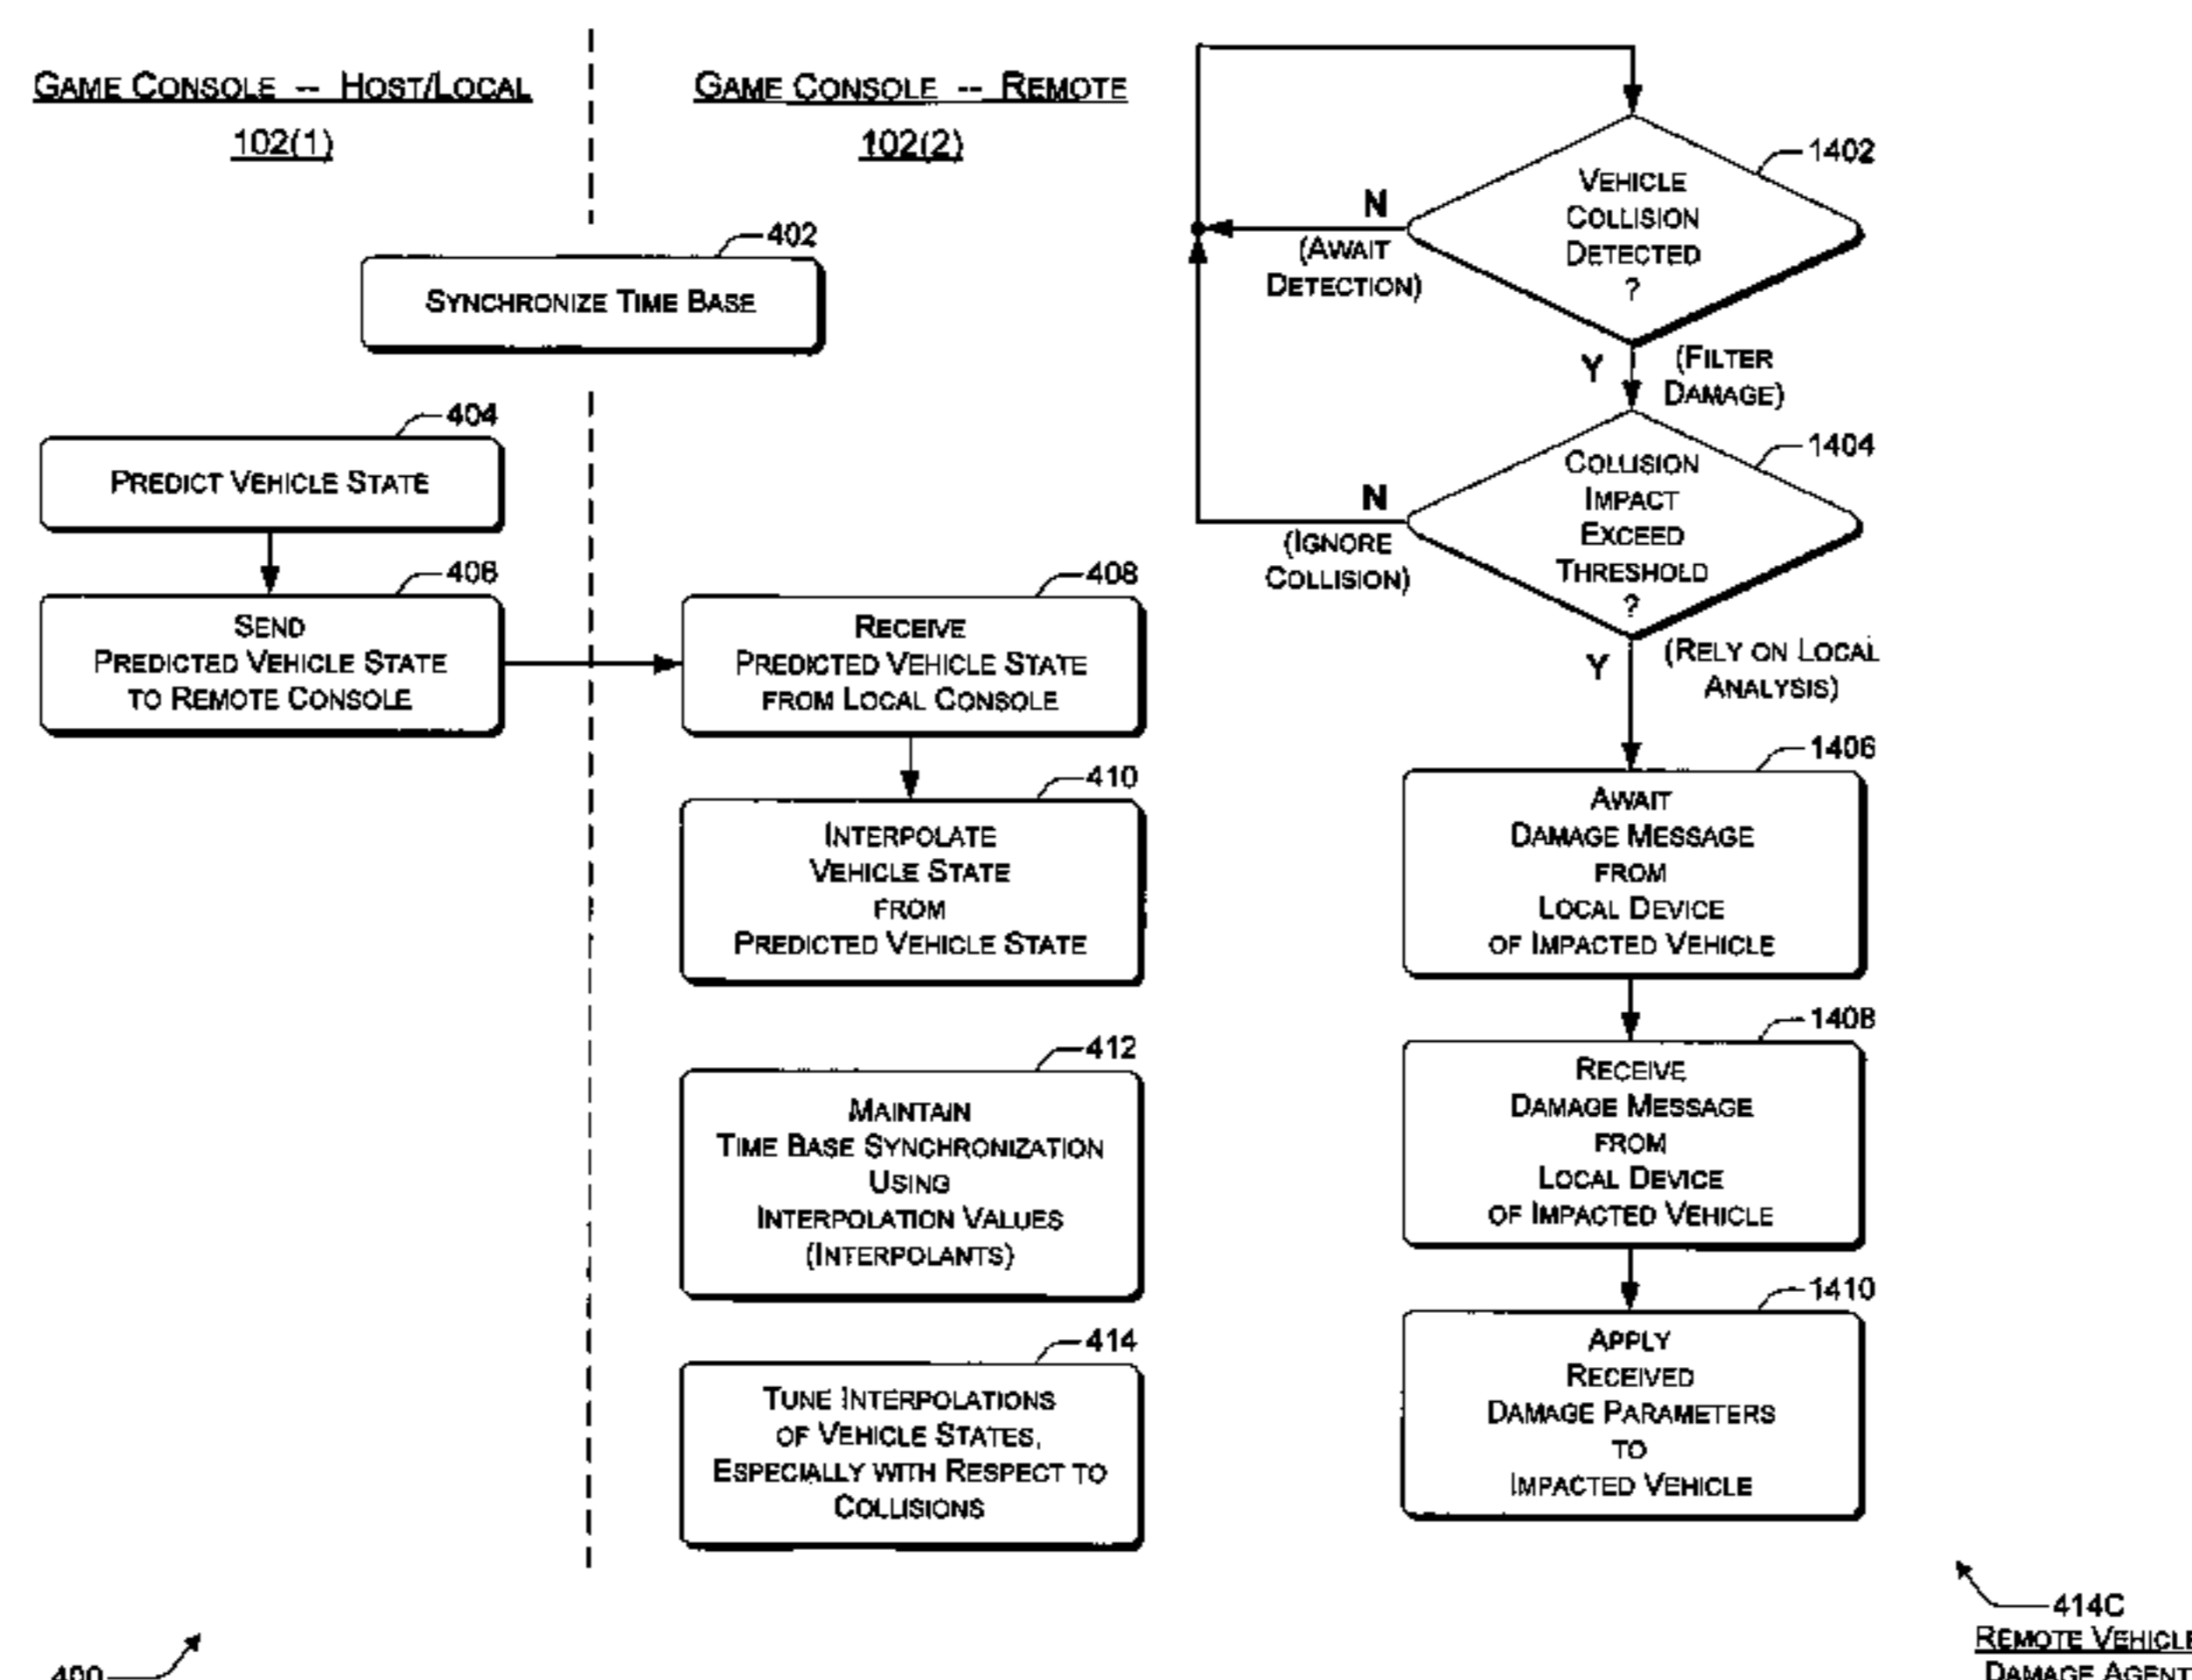 GAME CONSOLE -- HOST/LOCAL
102(1)
GAME CONSOLE -- REMOTE
102(2)
402
SYNCHRONIZE TIME BASE
404
PREDICT VEHICLE STATE
406
SEND
PREDICTED VEHICLE STATE
TO REMOTE CONSOLE
408
RECEIVE
PREDICTED VEHICLE STATE
FROM LOCAL CONSOLE
410
INTERPOLATE
VEHICLE STATE
FROM
PREDICTED VEHICLE STATE
412
MAINTAIN
TIME BASE SYNCHRONIZATION
USING
INTERPOLATION VALUES
(INTERPOLANTS)
414
TUNE INTERPOLATIONS
OF VEHICLE STATES,
ESPECIALLY WITH RESPECT TO
COLLISIONS
400
1402
VEHICLE
COLLISION
DETECTED
?
N
(AWAIT
DETECTION)
Y
(FILTER
DAMAGE)
1404
COLLISION
IMPACT
EXCEED
THRESHOLD
?
N
(IGNORE
COLLISION)
Y
(RELY ON LOCAL
ANALYSIS)
1406
AWAIT
DAMAGE MESSAGE
FROM
LOCAL DEVICE
OF IMPACTED VEHICLE
1408
RECEIVE
DAMAGE MESSAGE
FROM
LOCAL DEVICE
OF IMPACTED VEHICLE
1410
APPLY
RECEIVED
DAMAGE PARAMETERS
TO
IMPACTED VEHICLE
414C
REMOTE VEHICLE
DAMAGE AGENT